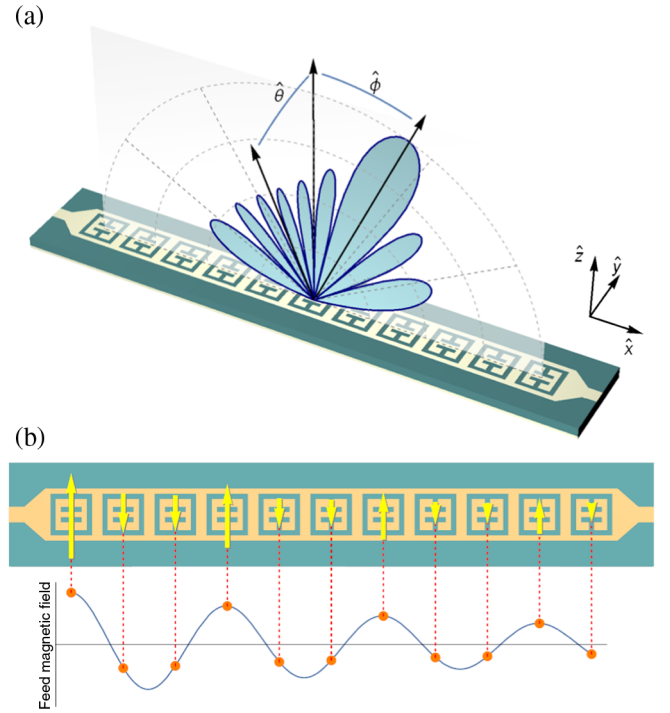 (a)
θ̂
ϕ̂
ẑ
ŷ
x̂
(b)
Feed magnetic field